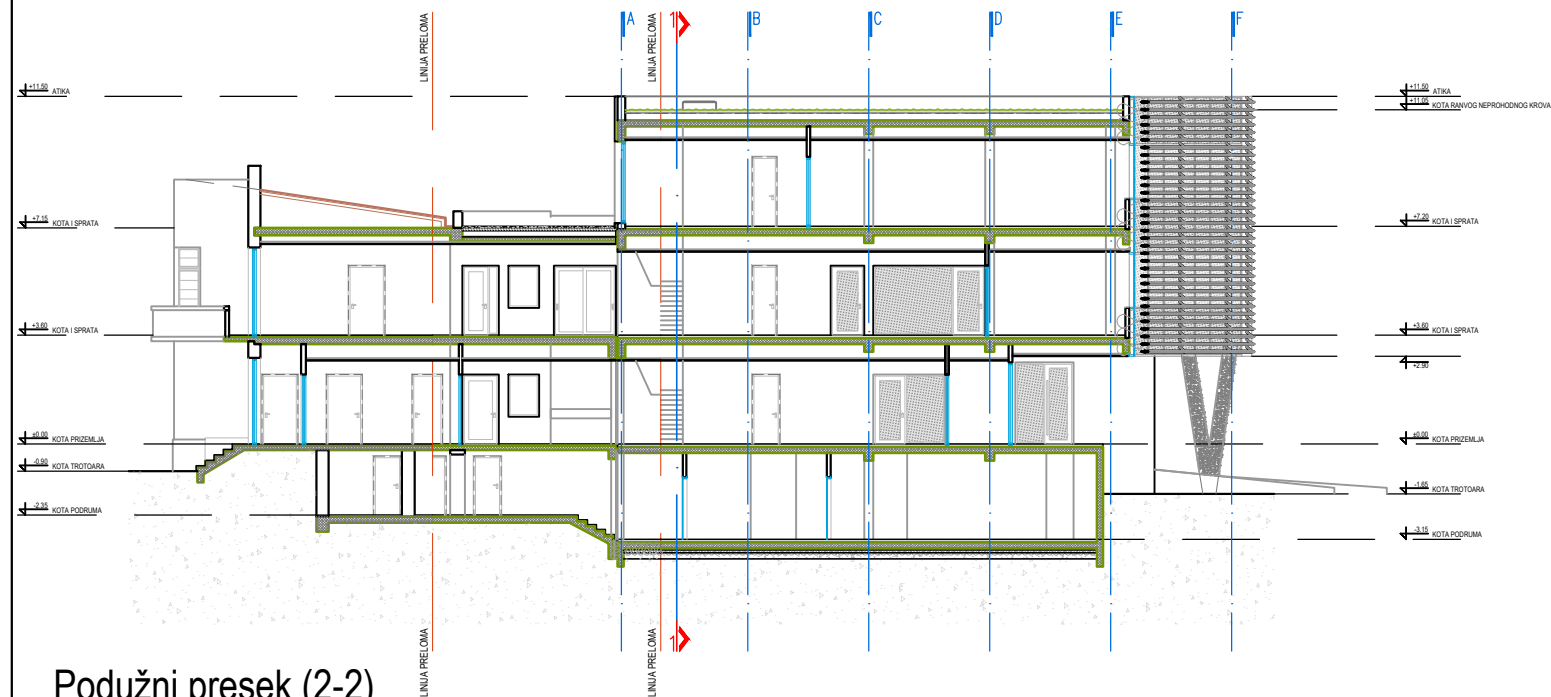 LINIJA PRELOMA
A
LINIJA PRELOMA
1
B
C
D
E
F
+11.50 ATIKA
+11.50 ATIKA
+11.05 KOTA RANVOG NEPROHODNOG KROVA
+7.15 KOTA I SPRATA
+7.20 KOTA I SPRATA
+3.60 KOTA I SPRATA
+3.60 KOTA I SPRATA
+2.90
±0.00 KOTA PRIZEMLJA
±0.00 KOTA PRIZEMLJA
-0.90 KOTA TROTOARA
-1.65 KOTA TROTOARA
-2.35 KOTA PODRUMA
-3.15 KOTA PODRUMA
LINIJA PRELOMA
LINIJA PRELOMA
1
Podužni presek (2-2)